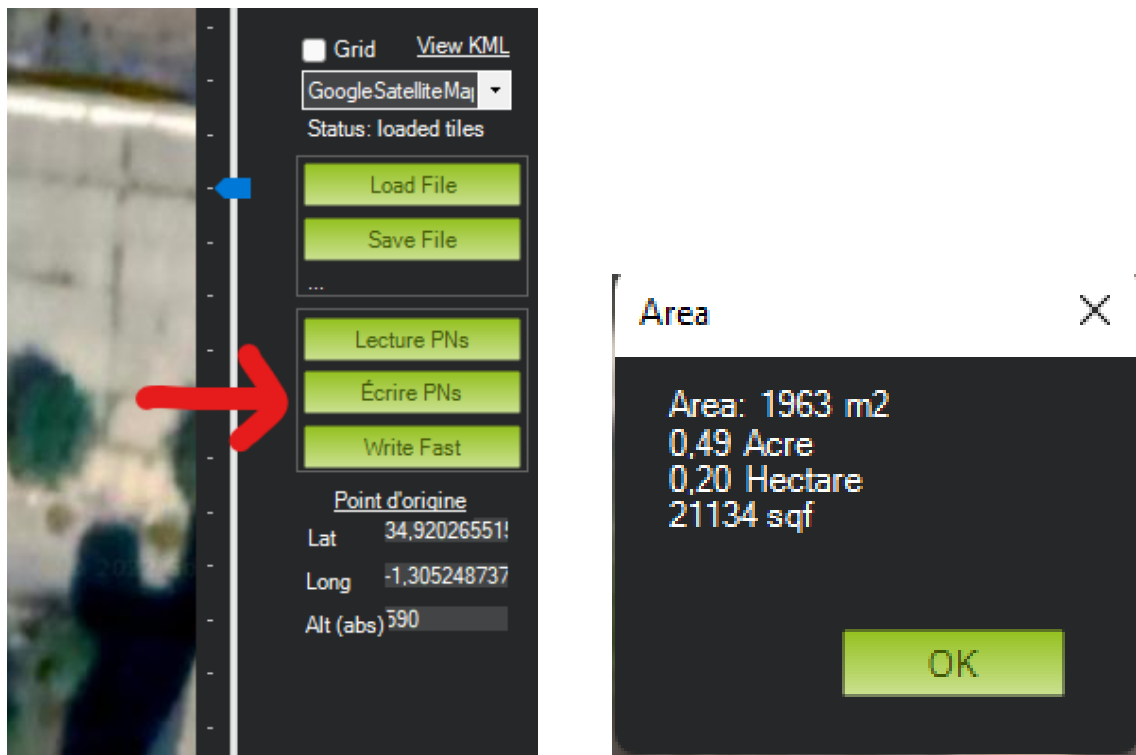 Grid View KML
GoogleSatelliteMa
Status: loaded tiles
Load File
Save File
...
Lecture PNs
Écrire PNs
Write Fast
Point d'origine
Lat 34,920265515
Long -1,305248737
Alt (abs) 590
Area
Area: 1963 m2
0,49 Acre
0,20 Hectare
21134 sqf
OK